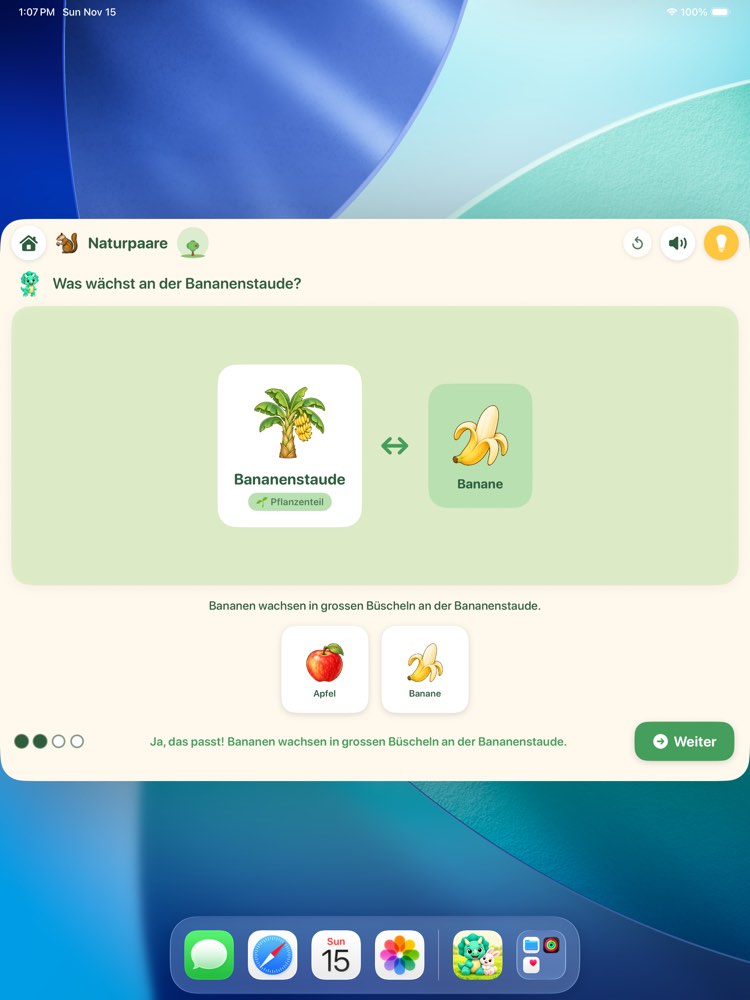 1:07 PM Sun Nov 15
100%
Naturpaare
Was wächst an der Bananenstaude?
Bananenstaude
Pflanzenteil
Banane
Bananen wachsen in grossen Büscheln an der Bananenstaude.
Apfel
Banane
Ja, das passt! Bananen wachsen in grossen Büscheln an der Bananenstaude.
Weiter
Sun
15